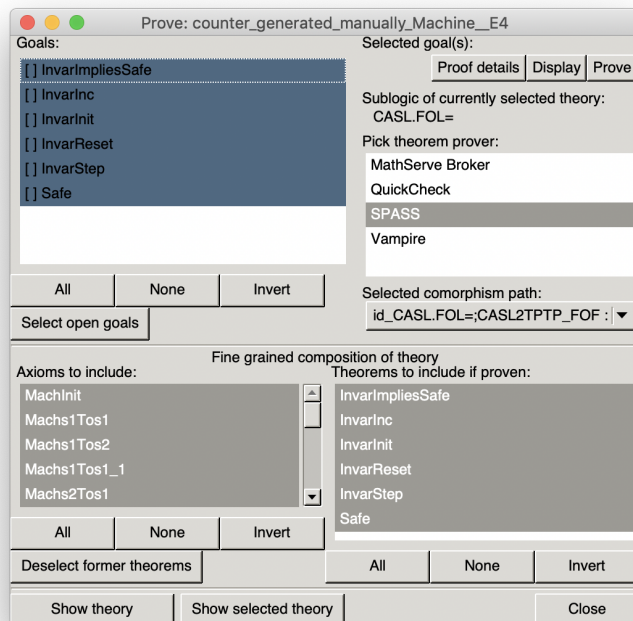 Prove: counter_generated_manually_Machine__E4
Goals:
[ ] InvarImpliesSafe
[ ] InvarInc
[ ] InvarInit
[ ] InvarReset
[ ] InvarStep
[ ] Safe
All None Invert
Select open goals
Selected goal(s):
Proof details Display Prove
Sublogic of currently selected theory:
CASL.FOL=
Pick theorem prover:
MathServe Broker
QuickCheck
SPASS
Vampire
Selected comorphism path:
id_CASL.FOL=;CASL2TPTP_FOF :
Fine grained composition of theory
Axioms to include:
MachInit
Machs1Tos1
Machs1Tos2
Machs1Tos1_1
Machs2Tos1
All None Invert
Deselect former theorems
Theorems to include if proven:
InvarImpliesSafe
InvarInc
InvarInit
InvarReset
InvarStep
Safe
All None Invert
Show theory Show selected theory Close